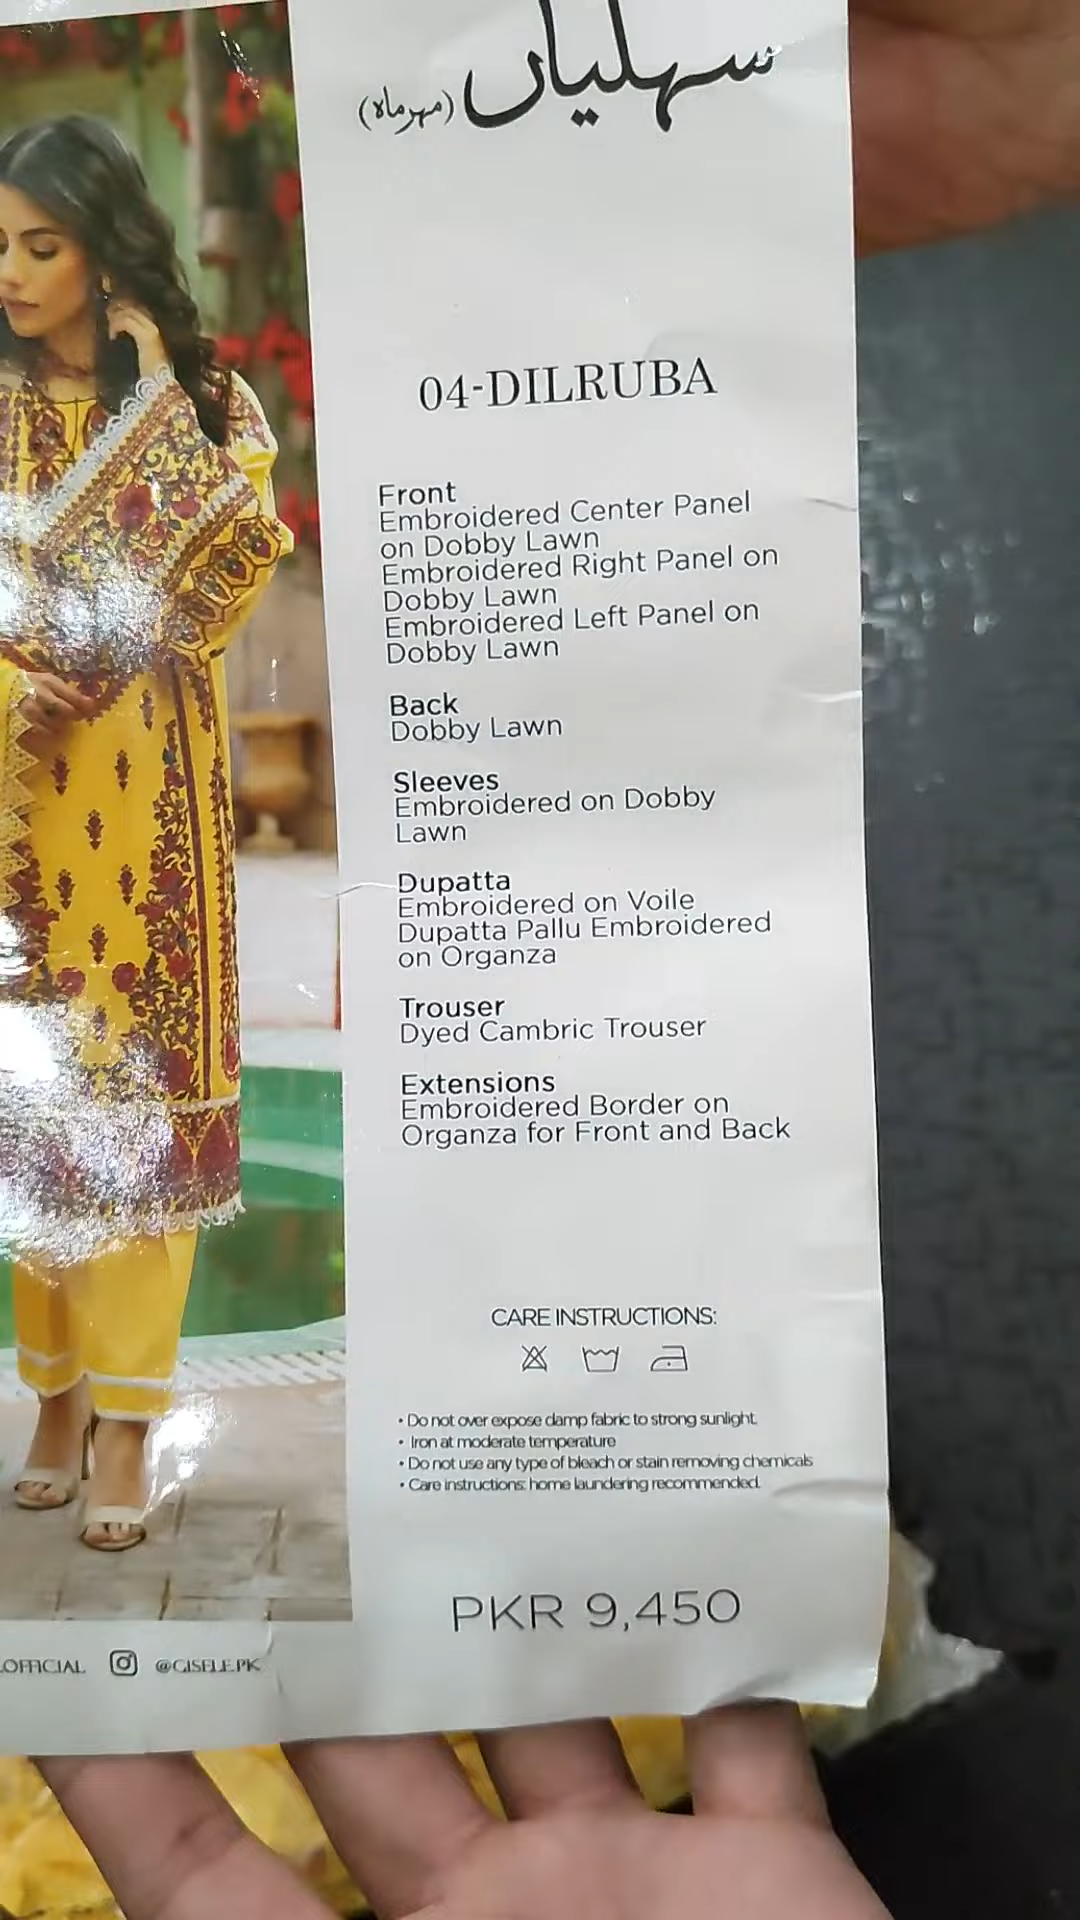 سہلیاں (مہرماہ)
04-DILRUBA
Front
Embroidered Center Panel
on Dobby Lawn
Embroidered Right Panel on
Dobby Lawn
Embroidered Left Panel on
Dobby Lawn
Back
Dobby Lawn
Sleeves
Embroidered on Dobby
Lawn
Dupatta
Embroidered on Voile
Dupatta Pallu Embroidered
on Organza
Trouser
Dyed Cambric Trouser
Extensions
Embroidered Border on
Organza for Front and Back
CARE INSTRUCTIONS:
• Do not over expose damp fabric to strong sunlight.
• Iron at moderate temperature
• Do not use any type of bleach or stain removing chemicals
• Care instructions: home laundering recommended.
PKR 9,450
.OFFICIAL @GISELE.PK